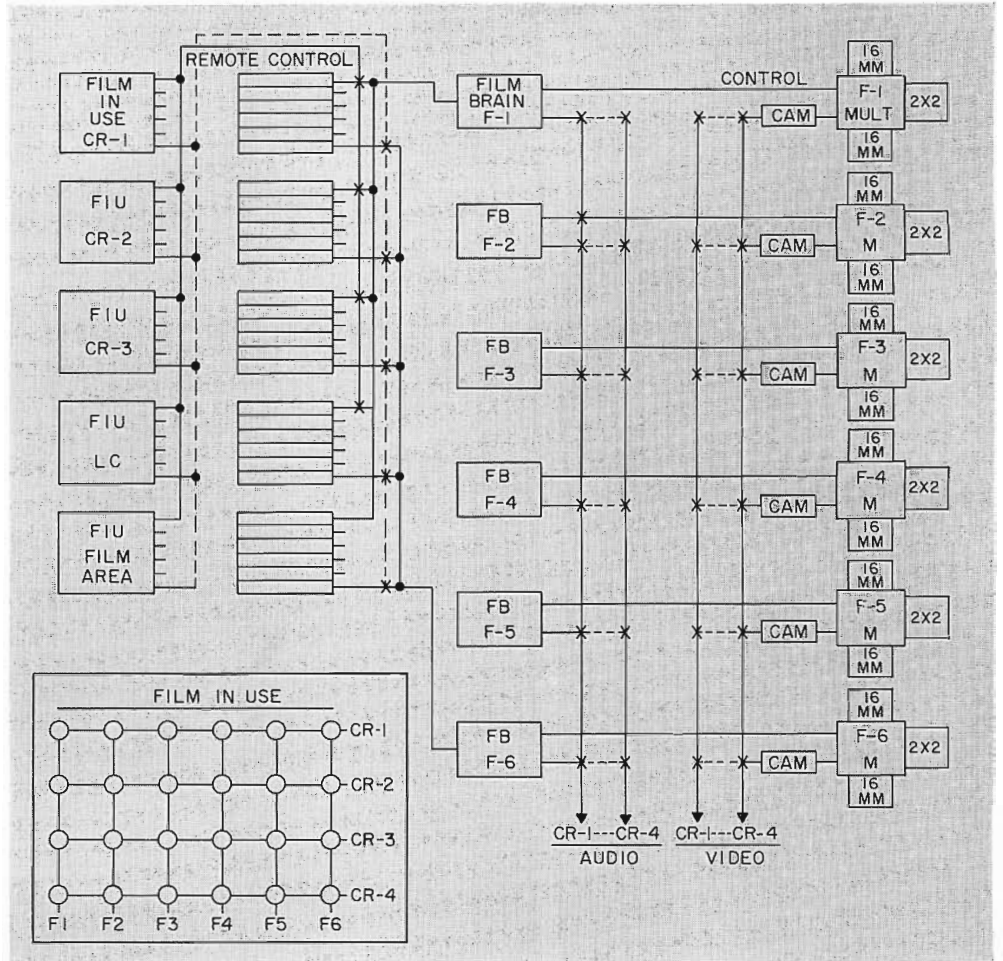 REMOTE CONTROL
FILM
IN
USE
CR-1
FIU
CR-2
FIU
CR-3
FIU
LC
FIU
FILM
AREA
FILM
BRAIN
F-1
CONTROL
CAM
16
MM
F-1
MULT
2X2
16
MM
FB
F-2
CAM
16
MM
F-2
M
2X2
16
MM
FB
F-3
CAM
16
MM
F-3
M
2X2
16
MM
FB
F-4
CAM
16
MM
F-4
M
2X2
16
MM
FB
F-5
CAM
16
MM
F-5
M
2X2
16
MM
FB
F-6
CAM
16
MM
F-6
M
2X2
16
MM
CR-1---CR-4
AUDIO
CR-1---CR-4
VIDEO
FILM IN USE
CR-1
CR-2
CR-3
CR-4
F1 F2 F3 F4 F5 F6